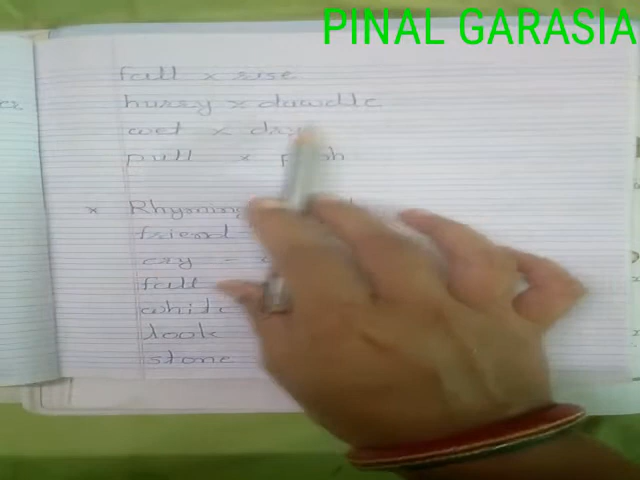 PINAL GARASIA
fall x rise
hurry x dawdle
wet x dry
pull x push
x Rhyming
friend
cry -
fall
white
look
stone